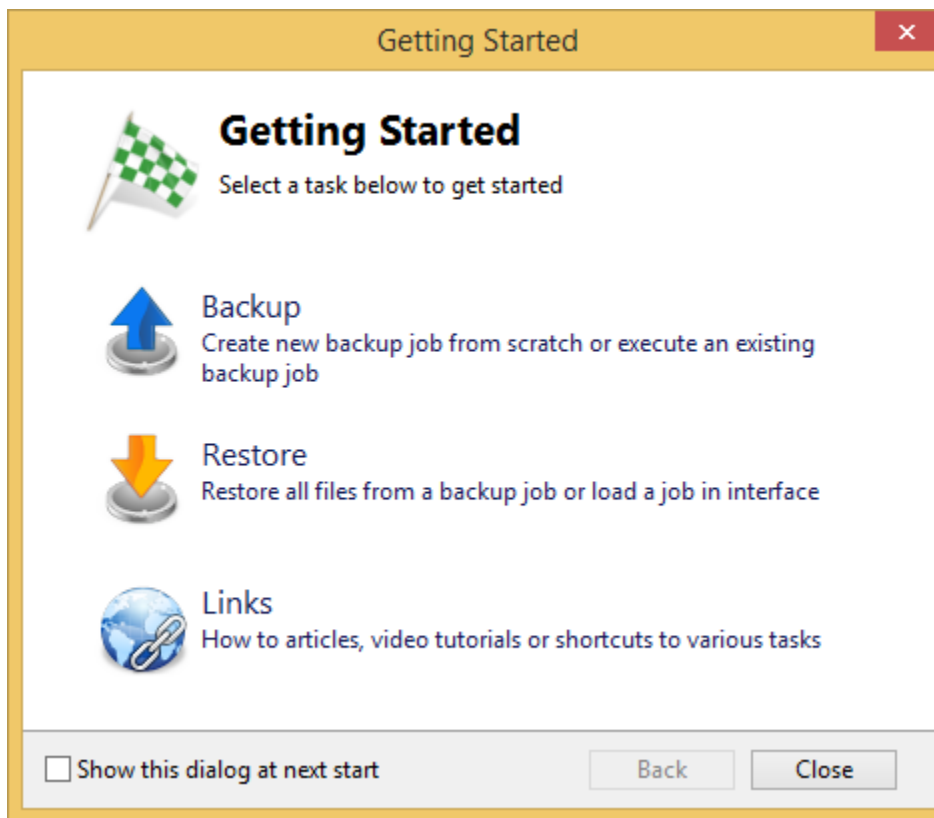 Getting Started
Getting Started
Select a task below to get started
Backup
Create new backup job from scratch or execute an existing
backup job
Restore
Restore all files from a backup job or load a job in interface
Links
How to articles, video tutorials or shortcuts to various tasks
Show this dialog at next start
Back
Close